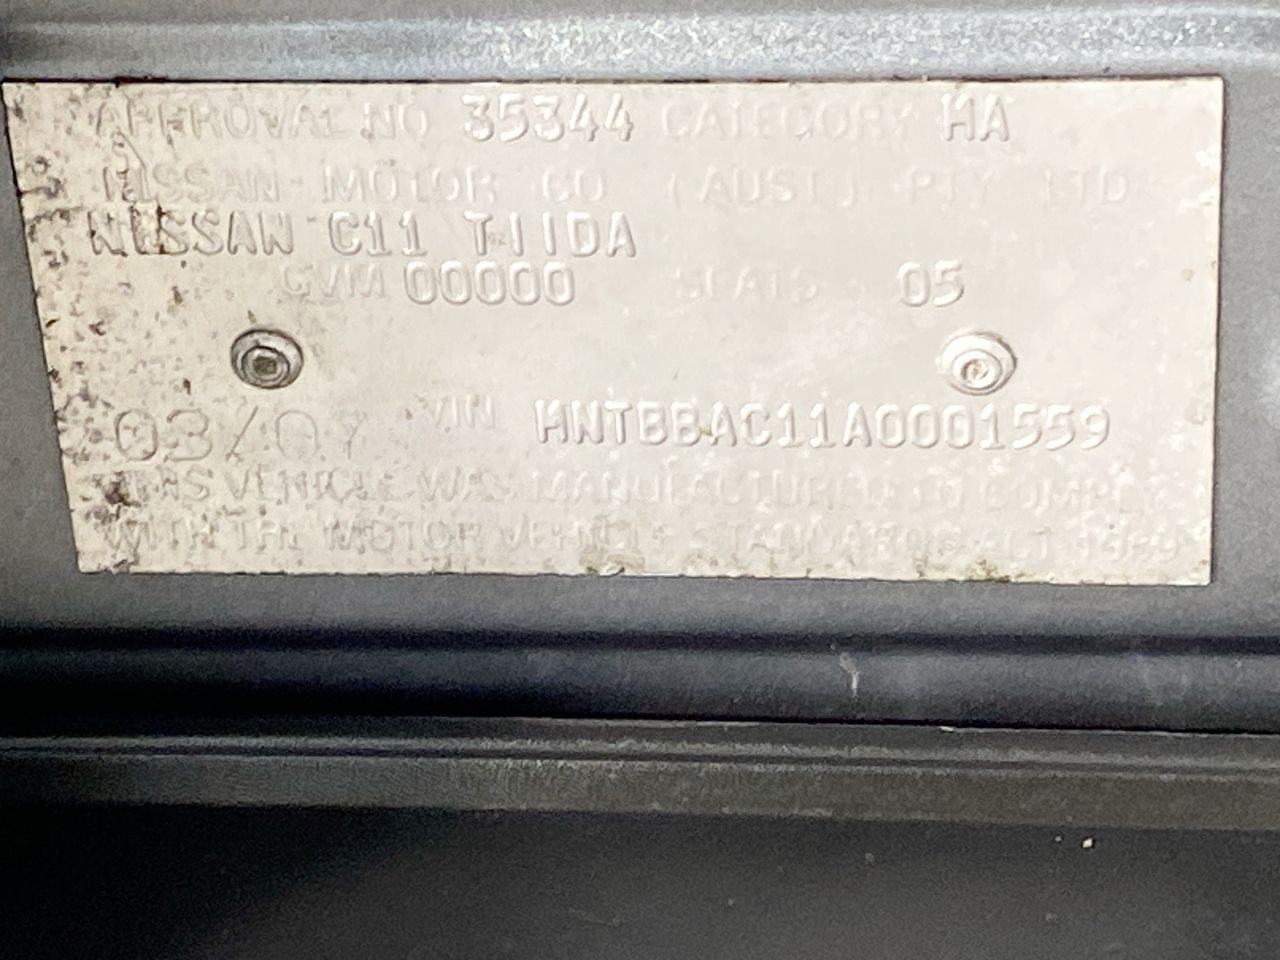 APPROVAL NO 35344 CATEGORY MA
NISSAN MOTOR CO (AUST) PTY LTD
NISSAN C11 TIIDA
GVM 00000 SEATS 05
03/07 VIN MNTBBAC11A0001559
THIS VEHICLE WAS MANUFACTURED TO COMPLY
WITH THE MOTOR VEHICLE STANDARDS ACT 1989